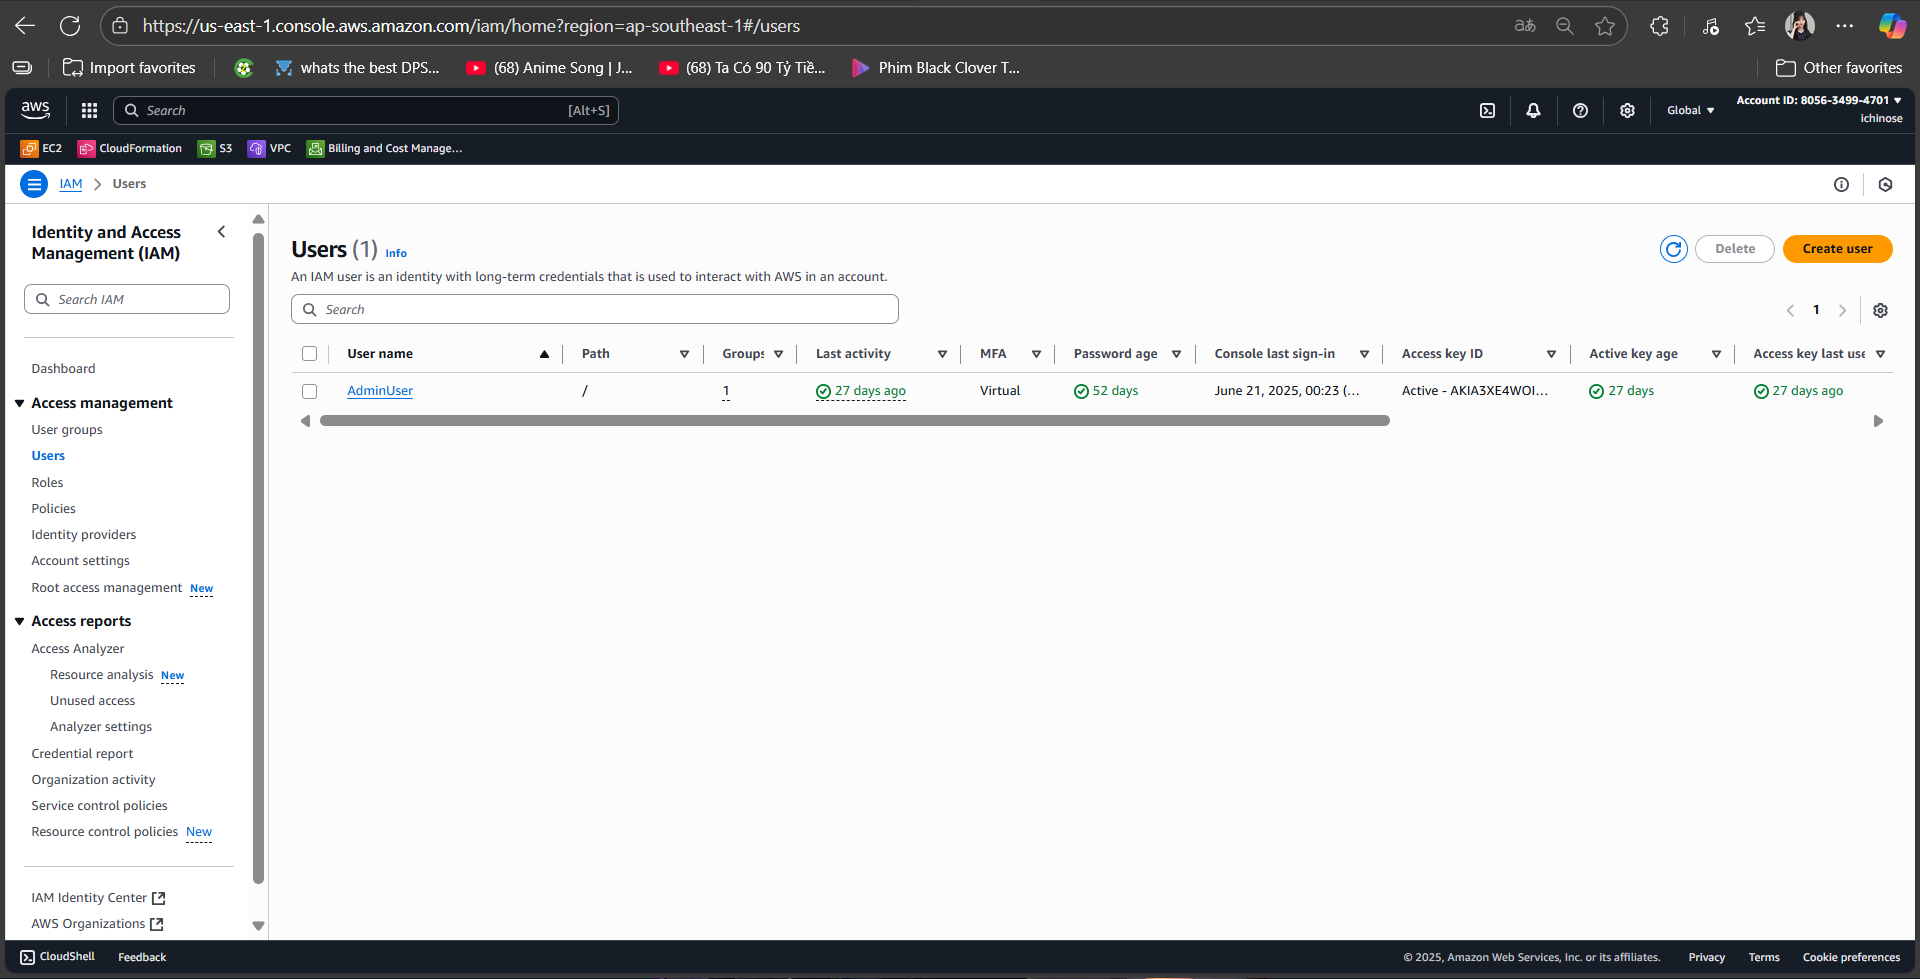 https://us-east-1.console.aws.amazon.com/iam/home?region=ap-southeast-1#/users
Import favorites
whats the best DPS...
(68) Anime Song | J...
(68) Ta Có 90 Tỷ Tiề...
Phim Black Clover T...
Other favorites
aws
Search
[Alt+S]
Global
Account ID: 8056-3499-4701
ichinose
EC2
CloudFormation
S3
VPC
Billing and Cost Manage...
IAM
Users
Identity and Access
Management (IAM)
Search IAM
Dashboard
Access management
User groups
Users
Roles
Policies
Identity providers
Account settings
Root access management New
Access reports
Access Analyzer
Resource analysis New
Unused access
Analyzer settings
Credential report
Organization activity
Service control policies
Resource control policies New
IAM Identity Center
AWS Organizations
Users (1) Info
Delete
Create user
An IAM user is an identity with long-term credentials that is used to interact with AWS in an account.
Search
1
User name Path Groups Last activity MFA Password age Console last sign-in Access key ID Active key age Access key last use
AdminUser / 1 27 days ago Virtual 52 days June 21, 2025, 00:23 (... Active - AKIA3XE4WOI... 27 days 27 days ago
CloudShell
Feedback
© 2025, Amazon Web Services, Inc. or its affiliates.
Privacy
Terms
Cookie preferences